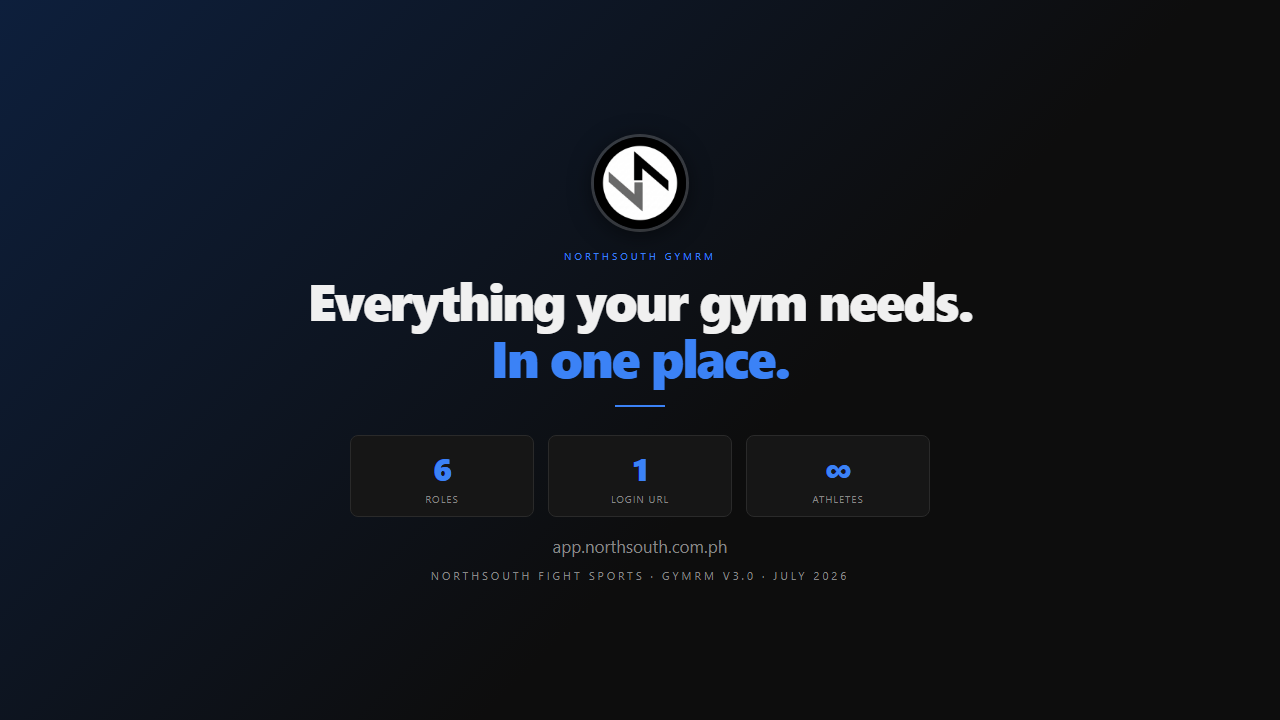 NORTHSOUTH GYMRM
Everything your gym needs.
In one place.
6
ROLES
1
LOGIN URL
∞
ATHLETES
app.northsouth.com.ph
NORTHSOUTH FIGHT SPORTS · GYMRM V3.0 · JULY 2026